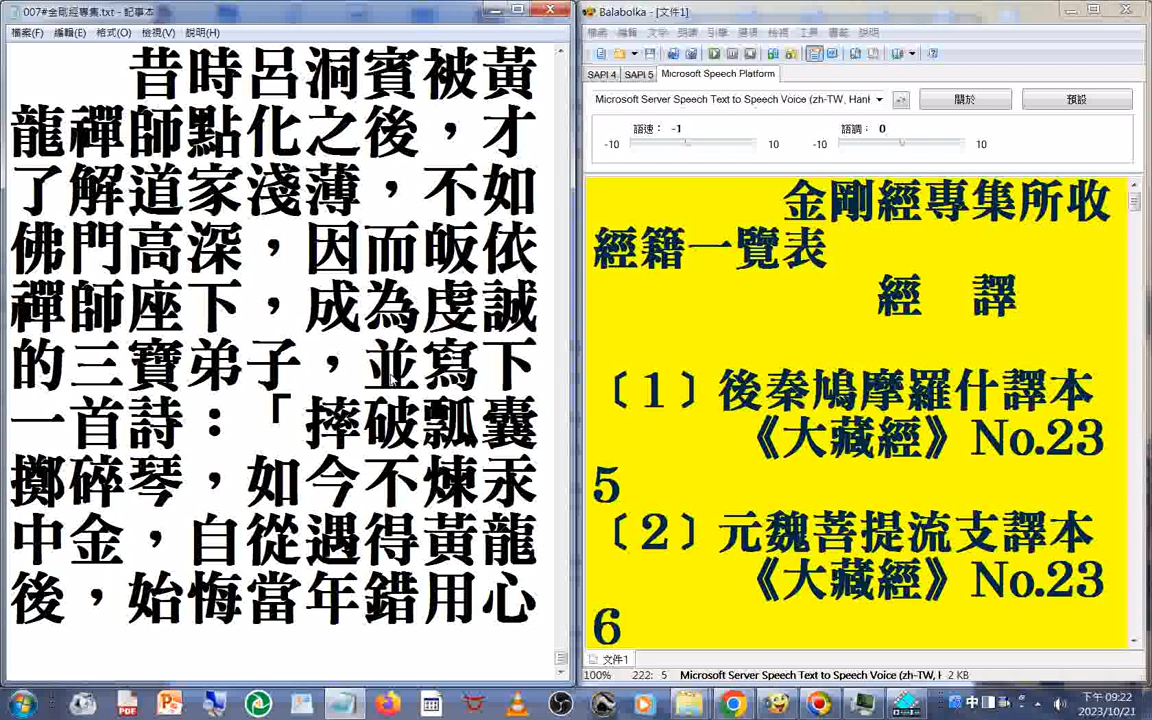 007#金剛經專集.txt - 記事本
檔案(F) 編輯(E) 格式(O) 檢視(V) 說明(H)
昔時呂洞賓被黃
龍禪師點化之後，才
了解道家淺薄，不如
佛門高深，因而皈依
禪師座下，成為虔誠
的三寶弟子，並寫下
一首詩：「摔破瓢囊
擲碎琴，如今不煉汞
中金，自從遇得黃龍
後，始悔當年錯用心
Balabolka - [文件1]
SAPI 4 SAPI 5 Microsoft Speech Platform
Microsoft Server Speech Text to Speech Voice (zh-TW, Hanl
關於 預設
語速： -1 語調： 0
-10 10 -10 10
金剛經專集所收
經籍一覽表
經 譯
〔１〕後秦鳩摩羅什譯本
《大藏經》No.23
5
〔２〕元魏菩提流支譯本
《大藏經》No.23
6
文件1
100% 222: 5 Microsoft Server Speech Text to Speech Voice (zh-TW, H 2 KB
中
下午 09:22
2023/10/21